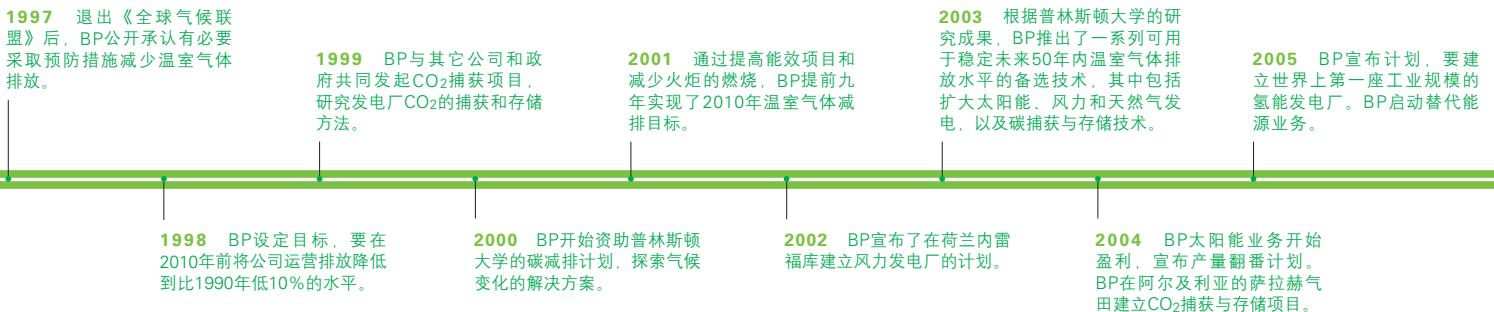 1997 退出《全球气候联
盟》后，BP公开承认有必要
采取预防措施减少温室气体
排放。
1998 BP设定目标，要在
2010年前将公司运营排放降低
到比1990年低10%的水平。
1999 BP与其它公司和政
府共同发起CO₂捕获项目，
研究发电厂CO₂的捕获和存储
方法。
2000 BP开始资助普林斯顿
大学的碳减排计划，探索气候
变化的解决方案。
2001 通过提高能效项目和
减少火炬的燃烧，BP提前九
年实现了2010年温室气体减
排目标。
2002 BP宣布了在荷兰内雷
福库建立风力发电厂的计划。
2003 根据普林斯顿大学的研
究成果，BP推出了一系列可用
于稳定未来50年内温室气体排
放水平的备选技术，其中包括
扩大太阳能、风力和天然气发
电，以及碳捕获与存储技术。
2004 BP太阳能业务开始
盈利，宣布产量翻番计划。
BP在阿尔及利亚的萨拉赫气
田建立CO₂捕获与存储项目。
2005 BP宣布计划，要建
立世界上第一座工业规模的
氢能发电厂。BP启动替代能
源业务。